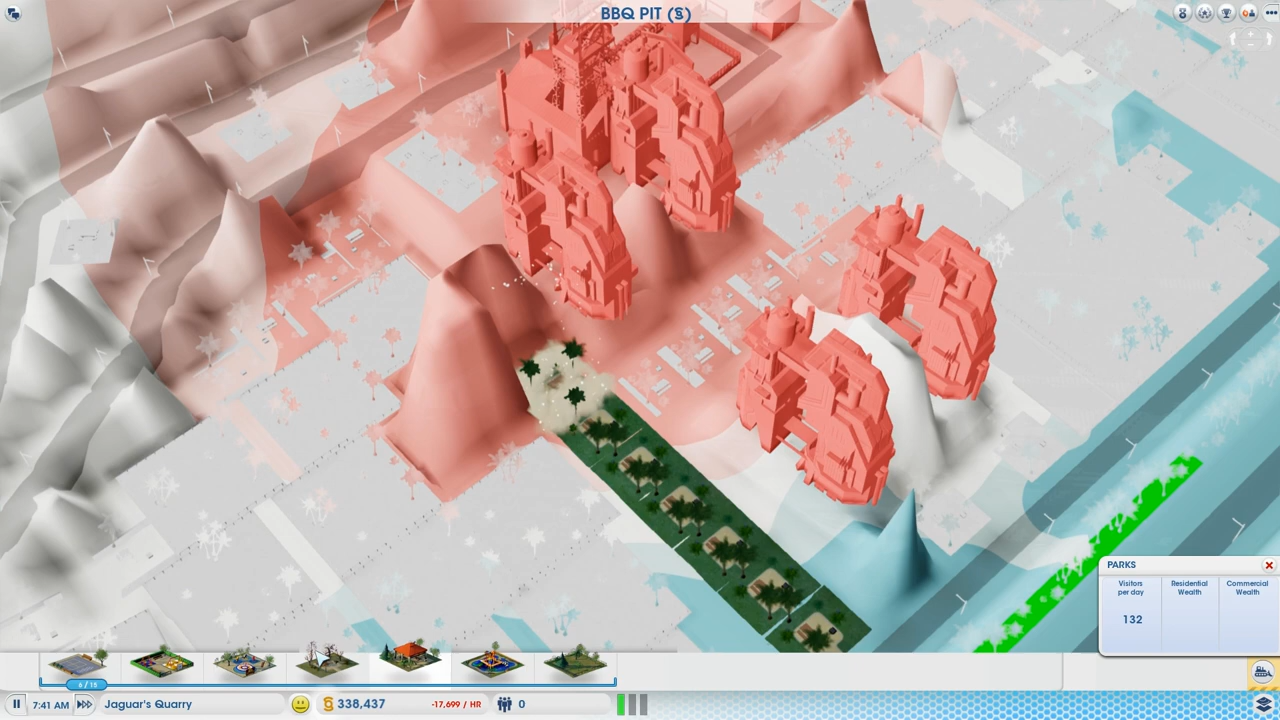 BBQ PIT (S)
PARKS
Visitors per day
Residential Wealth
Commercial Wealth
132
6 / 15
7:41 AM
Jaguar's Quarry
338,437
-17,699 / HR
0